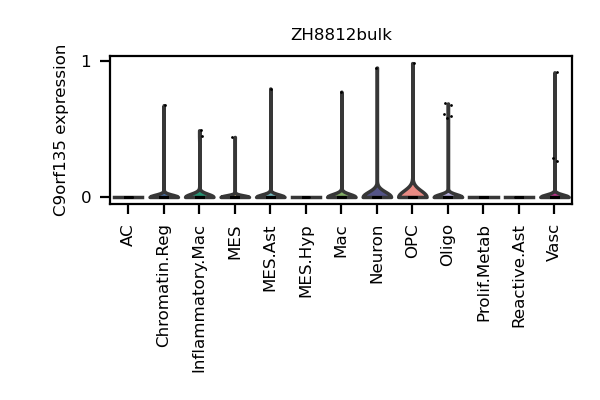 ZH8812bulk
C9orf135 expression
1
0
AC
Chromatin.Reg
Inflammatory.Mac
MES
MES.Ast
MES.Hyp
Mac
Neuron
OPC
Oligo
Prolif.Metab
Reactive.Ast
Vasc